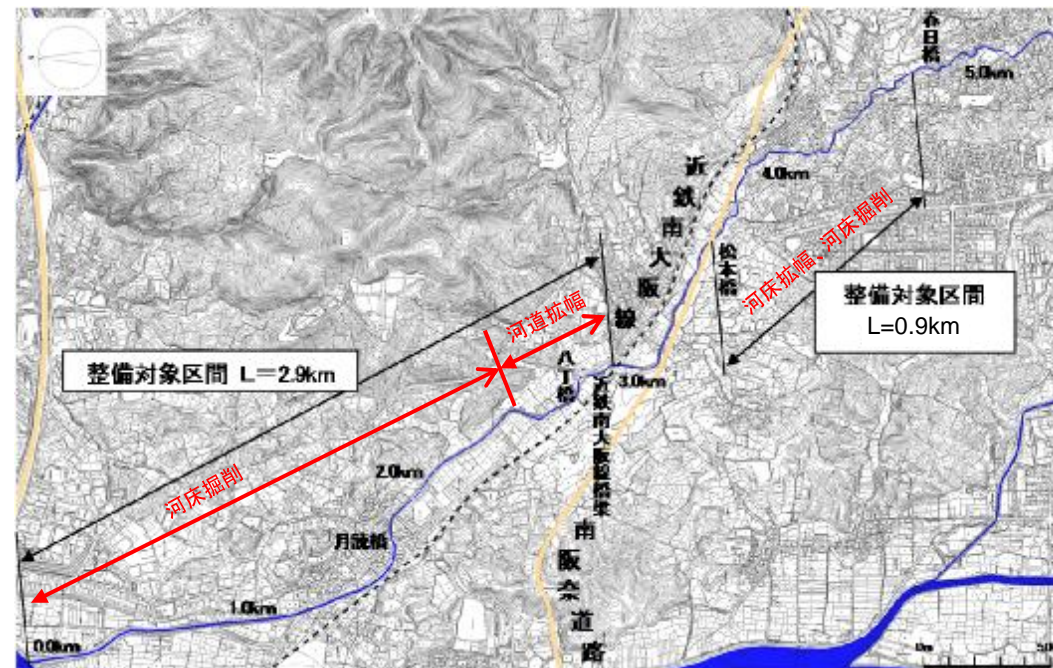 春日橋
5.0km
4.0km
近鉄南大阪線
松本橋
河床拡幅、河床掘削
整備対象区間
L=0.9km
河道拡幅
整備対象区間 L=2.9km
八丁橋
3.0km
近鉄南大阪線橋梁
河床掘削
2.0km
月読橋
南阪奈道路
1.0km
0.0km
0m